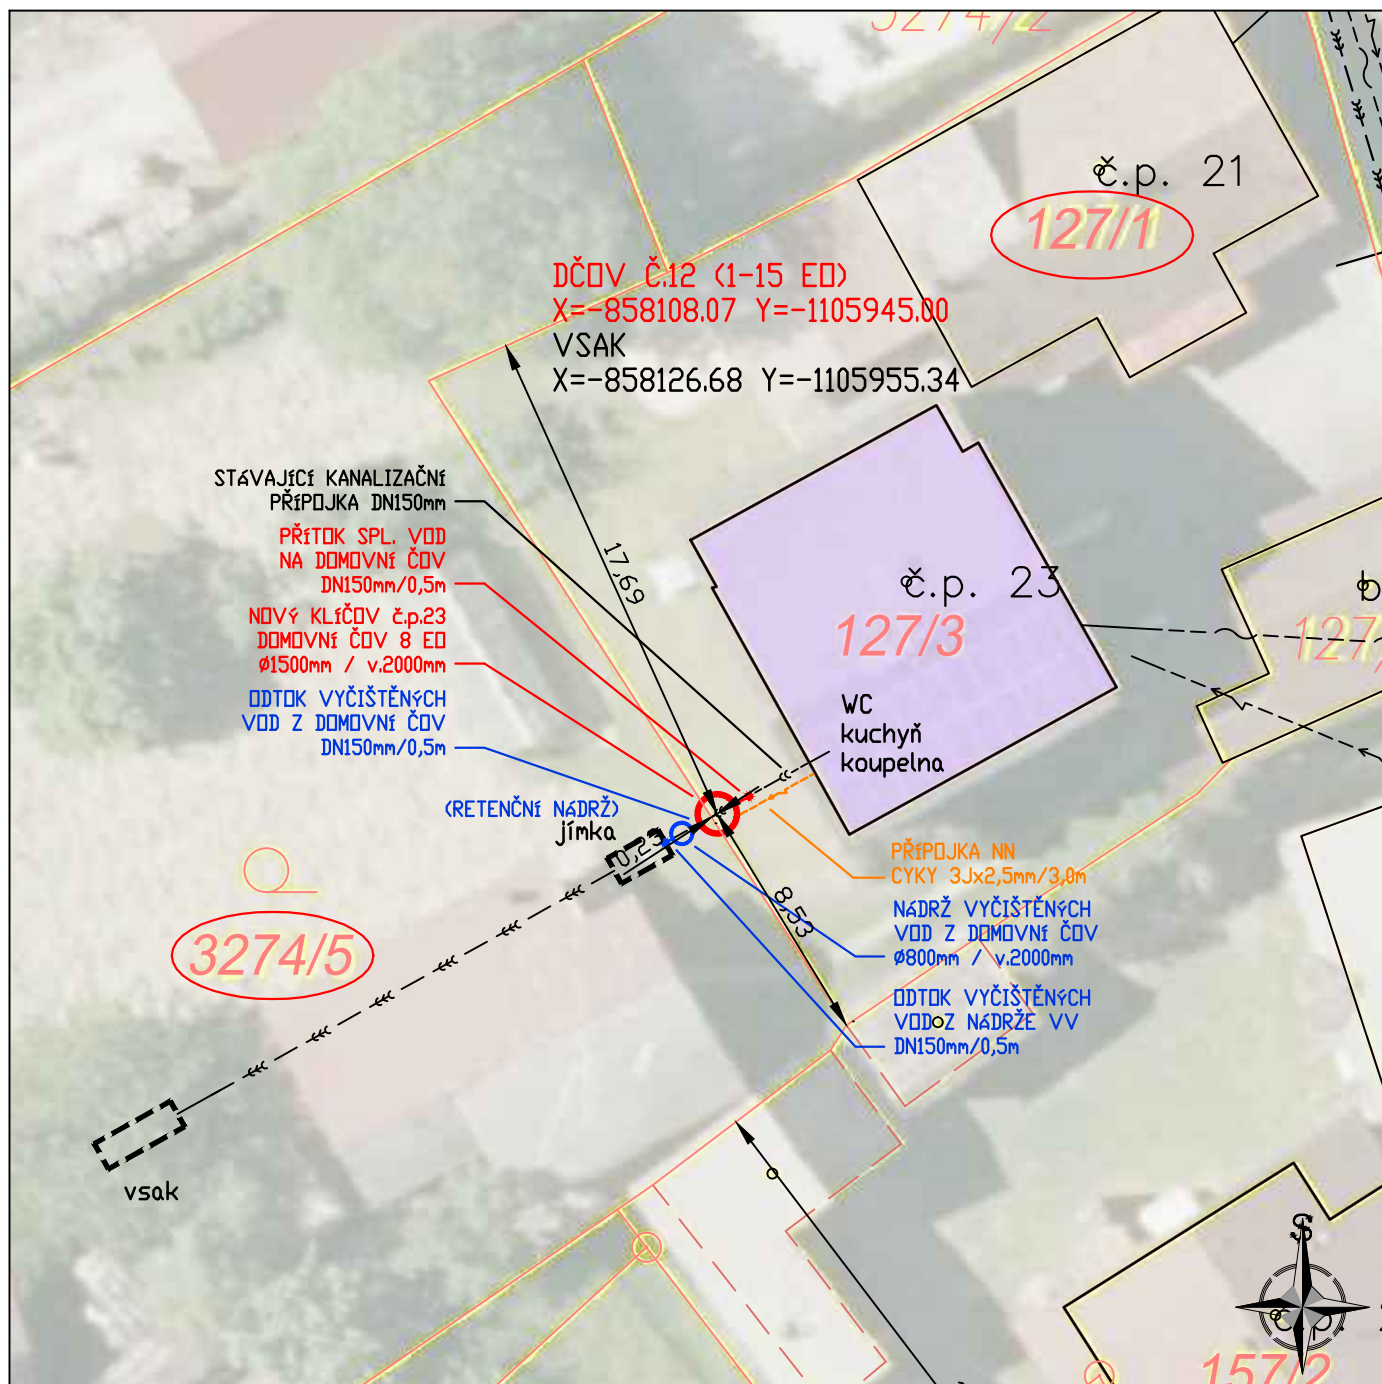 3274/2
č.p. 21
127/1
DČOV Č.12 (1-15 EO)
X=-858108.07 Y=-1105945.00
VSAK
X=-858126.68 Y=-1105955.34
STÁVAJÍCÍ KANALIZAČNÍ
PŘÍPOJKA DN150mm
PŘÍTOK SPL. VOD
NA DOMOVNÍ ČOV
DN150mm/0,5m
NOVÝ KLÍČOV č.p.23
DOMOVNÍ ČOV 8 EO
Ø1500mm / v.2000mm
ODTOK VYČIŠTĚNÝCH
VOD Z DOMOVNÍ ČOV
DN150mm/0,5m
17,69
č.p. 23
127/3
b
127/
WC
kuchyň
koupelna
(RETENČNÍ NÁDRŽ)
jímka
0,23
8,53
PŘÍPOJKA NN
CYKY 3Jx2,5mm/3,0m
NÁDRŽ VYČIŠTĚNÝCH
VOD Z DOMOVNÍ ČOV
Ø800mm / v.2000mm
ODTOK VYČIŠTĚNÝCH
VOD Z NÁDRŽE VV
DN150mm/0,5m
3274/5
vsak
S
č.p.
157/2